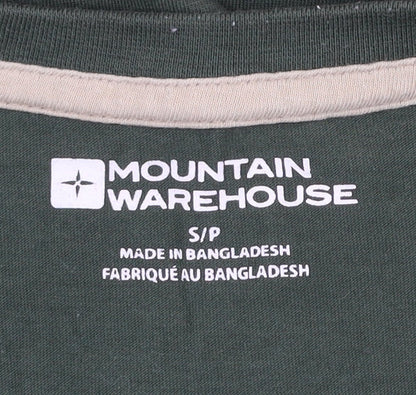 MOUNTAIN
WAREHOUSE
S/P
MADE IN BANGLADESH
FABRIQUÉ AU BANGLADESH